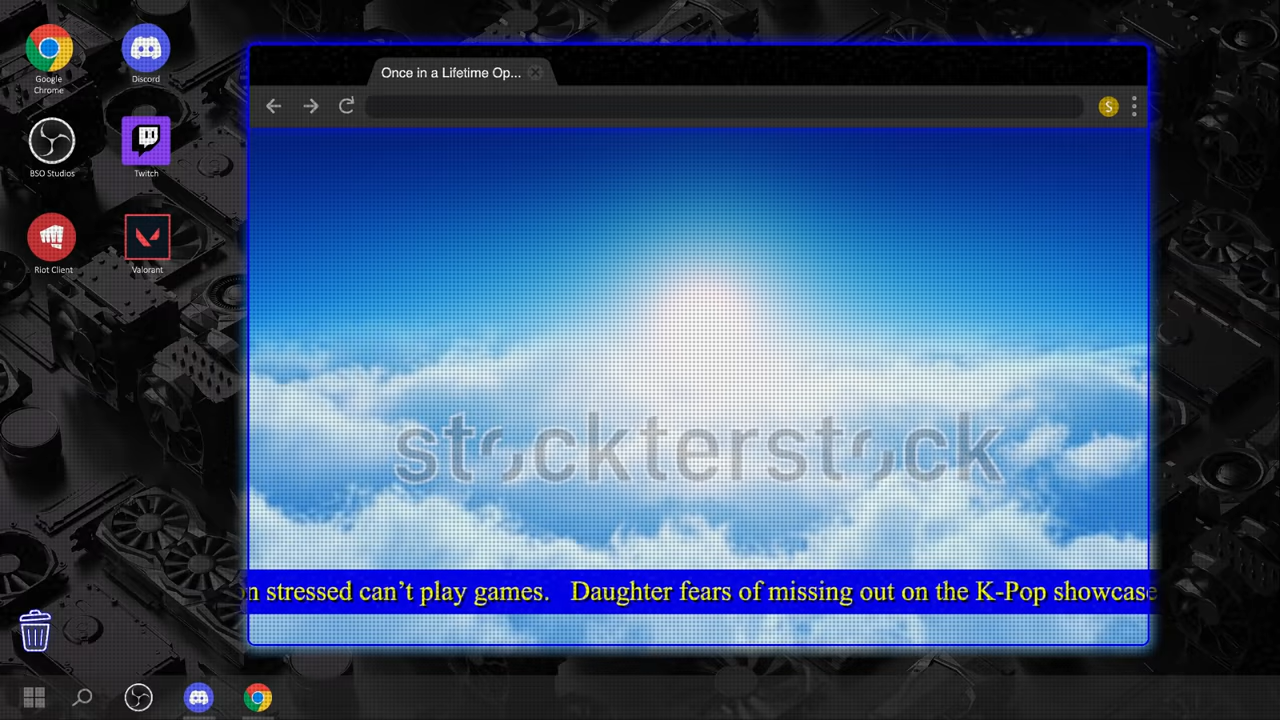 Google
Chrome
Discord
BSO Studios
Twitch
Riot Client
Valorant
Once in a Lifetime Op...
S
stockterstock
n stressed can't play games. Daughter fears of missing out on the K-Pop showcase